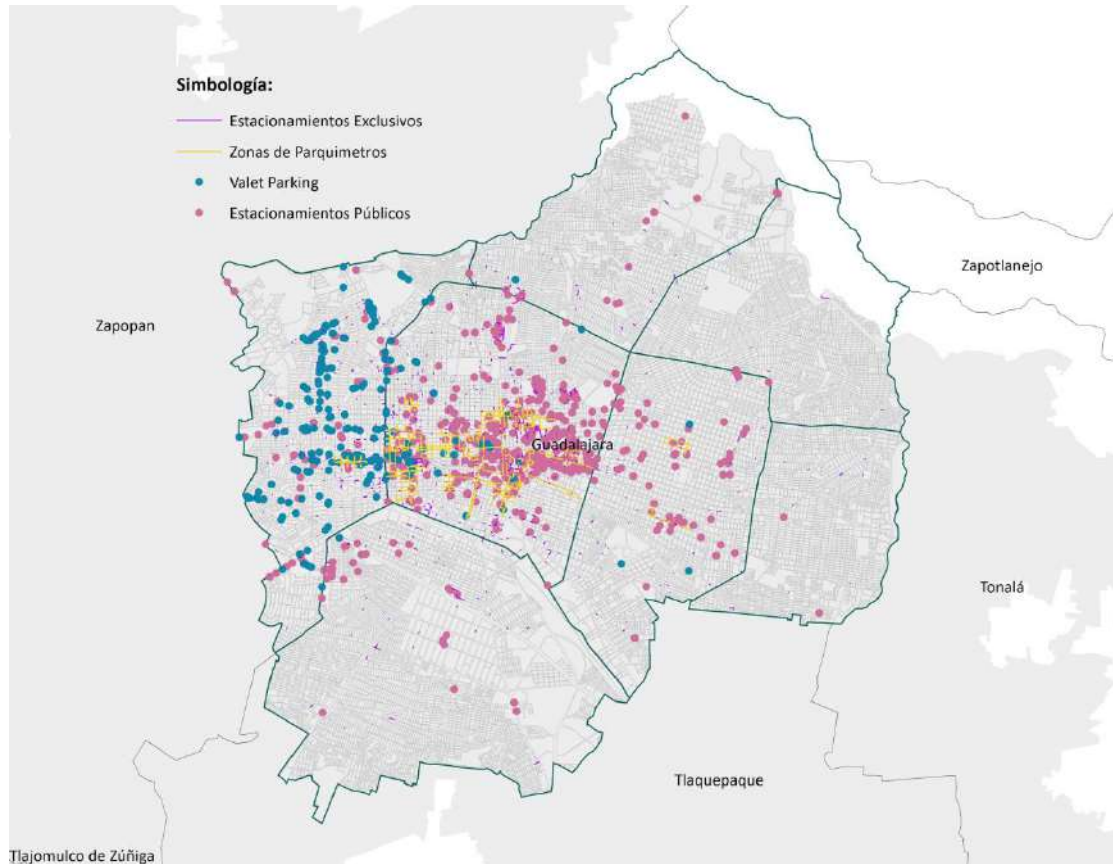 Simbología:
Estacionamientos Exclusivos
Zonas de Parquimetros
Valet Parking
Estacionamientos Públicos
Zapotlanejo
Zapopan
Guadalajara
Tonalá
Tlaquepaque
Tlajomulco de Zúñiga